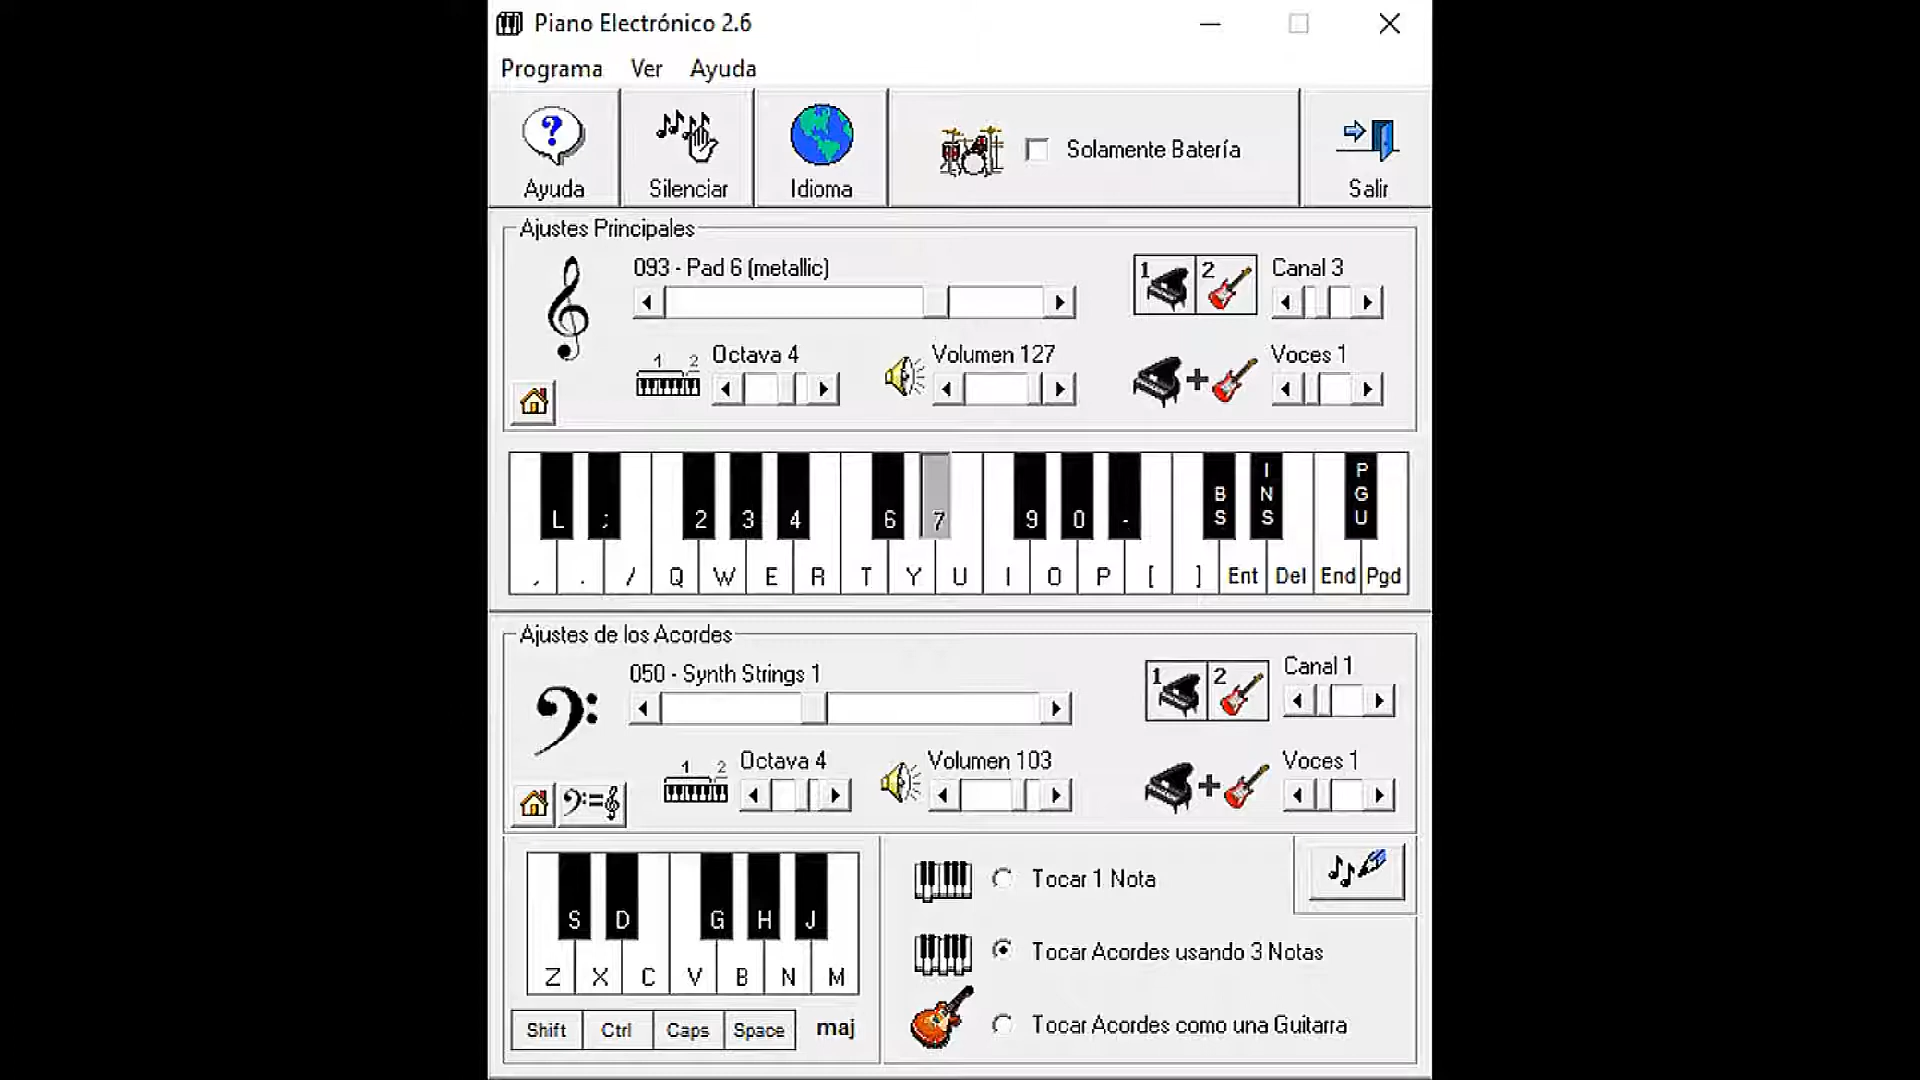 Piano Electrónico 2.6
Programa Ver Ayuda
?
Ayuda Silenciar Idioma Solamente Batería Salir
Ajustes Principales
093 - Pad 6 (metallic) 1 2 Canal 3
1 2 Octava 4 Volumen 127 + Voces 1
L ; 2 3 4 6 7 9 0 - BS INS PGU
, . / Q W E R T Y U I O P [ ] Ent Del End Pgd
Ajustes de los Acordes
050 - Synth Strings 1 1 2 Canal 1
1 2 Octava 4 Volumen 103 + Voces 1
=
S D G H J
Z X C V B N M
Shift Ctrl Caps Space maj
Tocar 1 Nota
Tocar Acordes usando 3 Notas
Tocar Acordes como una Guitarra